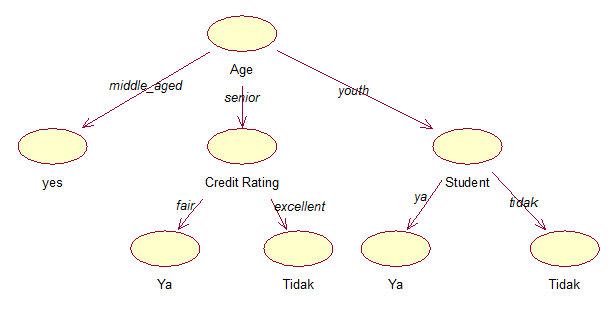 Age
middle_aged
senior
youth
yes
Credit Rating
Student
fair
excellent
ya
tidak
Ya
Tidak
Ya
Tidak